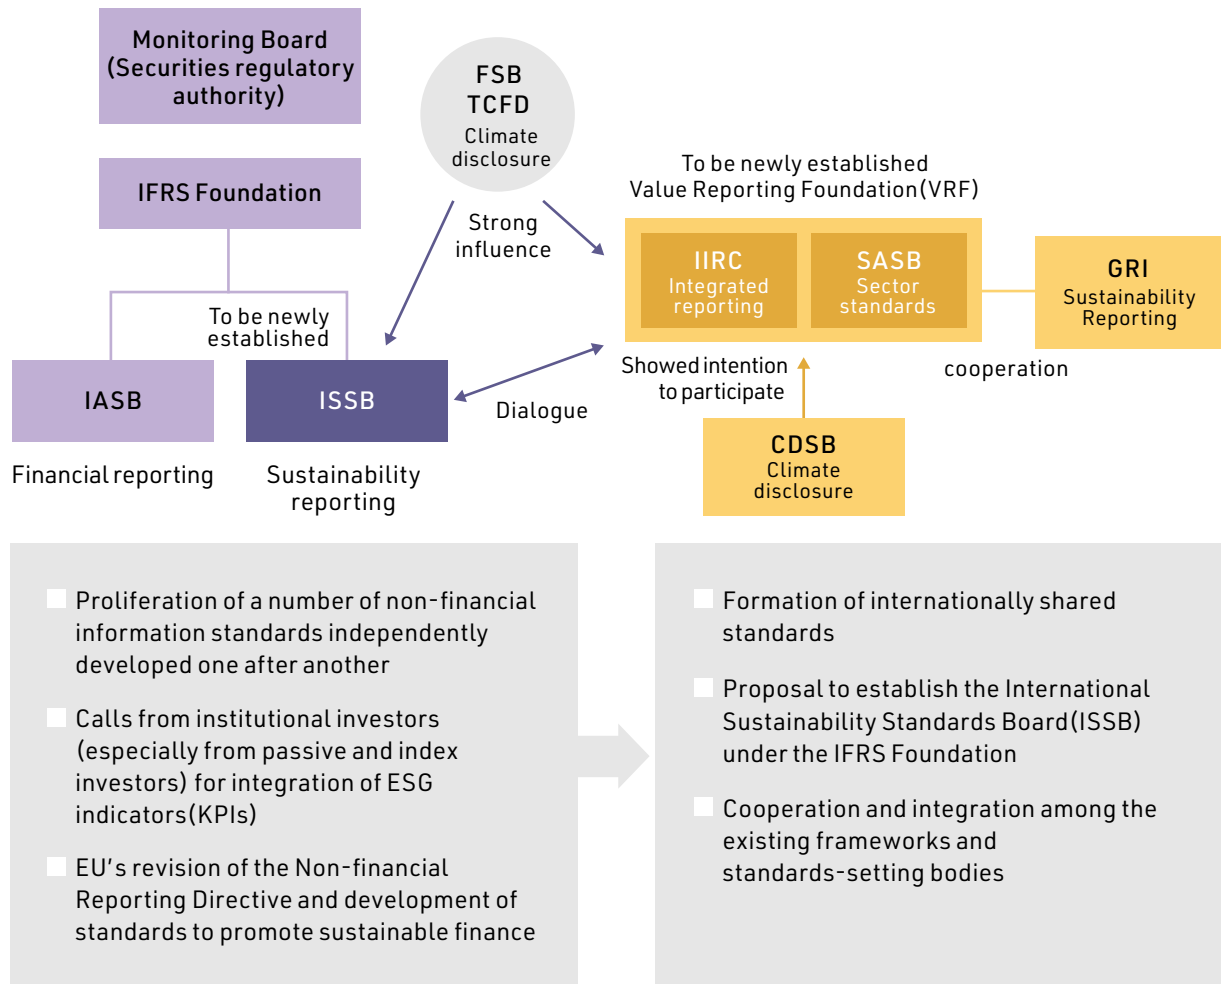 Monitoring Board
(Securities regulatory
authority)
FSB
TCFD
Climate
disclosure
IFRS Foundation
To be newly established
Value Reporting Foundation(VRF)
Strong
influence
IIRC
Integrated
reporting
SASB
Sector
standards
GRI
Sustainability
Reporting
To be newly
established
IASB
ISSB
Dialogue
Showed intention
to participate
cooperation
CDSB
Climate
disclosure
Financial reporting
Sustainability
reporting
Proliferation of a number of non-financial
information standards independently
developed one after another
Calls from institutional investors
(especially from passive and index
investors) for integration of ESG
indicators(KPIs)
EU's revision of the Non-financial
Reporting Directive and development of
standards to promote sustainable finance
Formation of internationally shared
standards
Proposal to establish the International
Sustainability Standards Board(ISSB)
under the IFRS Foundation
Cooperation and integration among the
existing frameworks and
standards-setting bodies